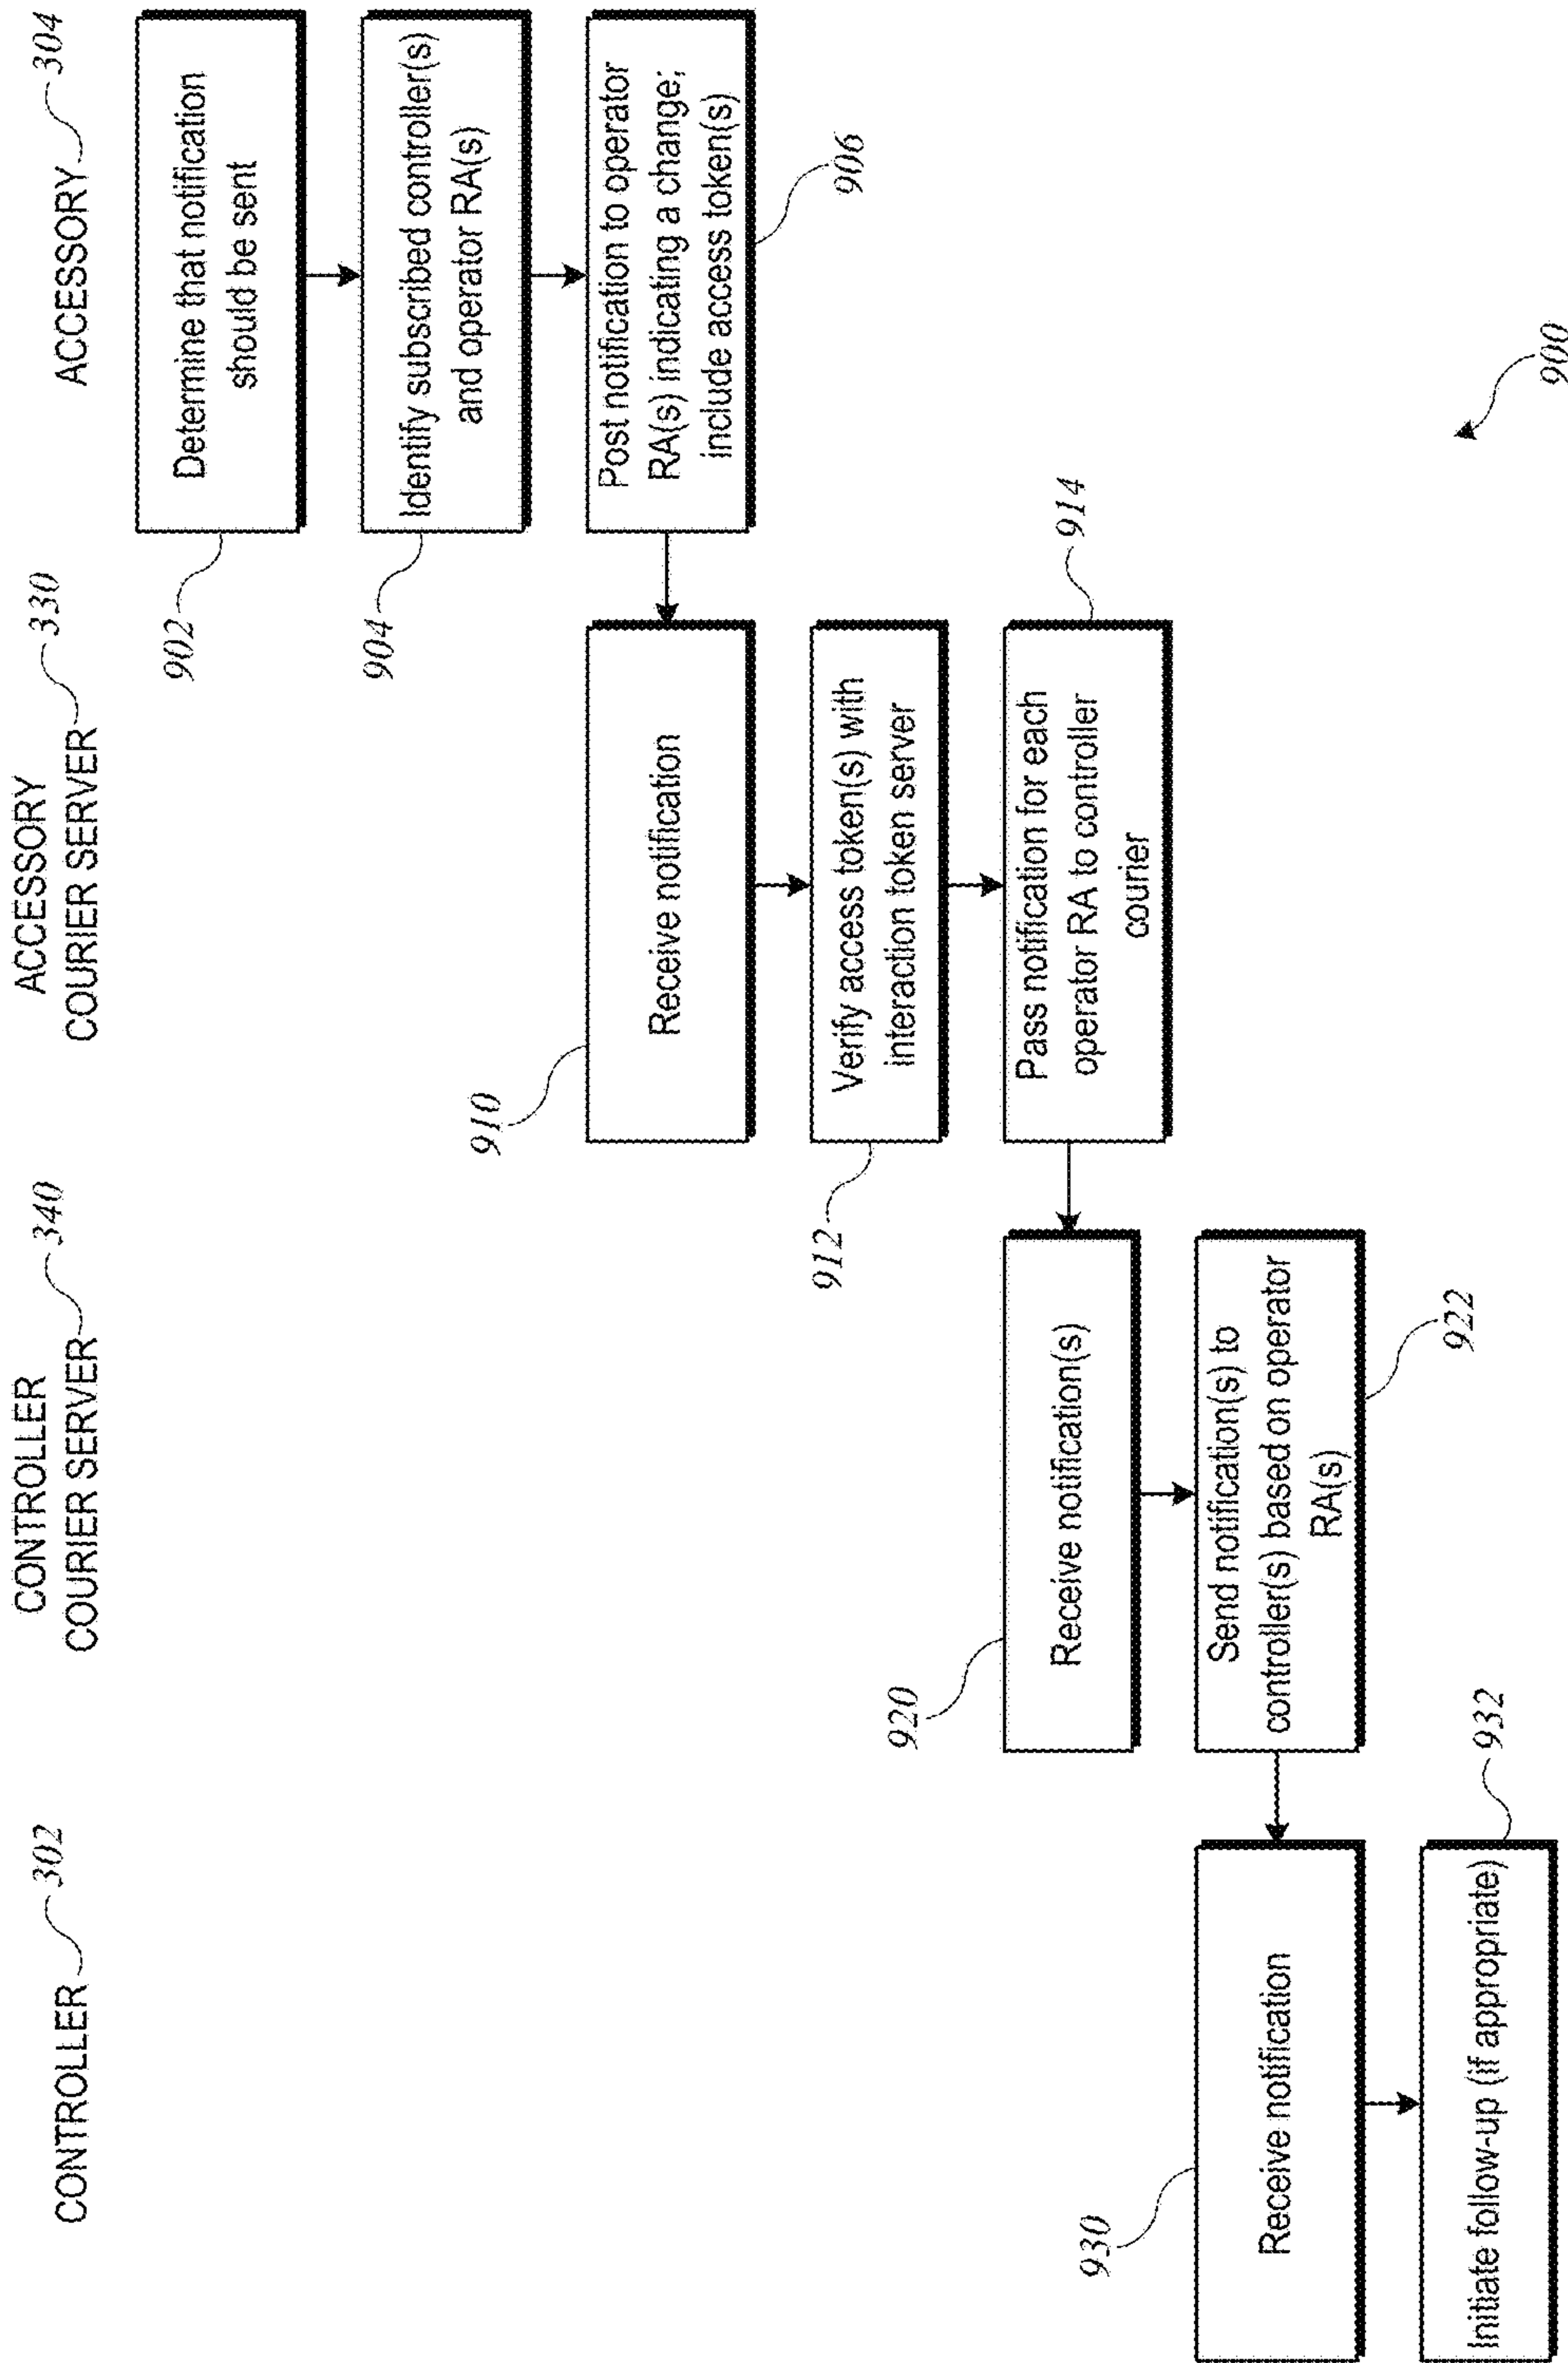 CONTROLLER 302
CONTROLLER
COURIER SERVER 340
ACCESSORY
COURIER SERVER 330
ACCESSORY 304
902
Determine that notification
should be sent
904
Identify subscribed controller(s)
and operator RA(s)
Post notification to operator
RA(s) indicating a change;
include access token(s)
906
910
Receive notification
912
Verify access token(s) with
interaction token server
Pass notification for each
operator RA to controller
courier
914
920
Receive notification(s)
Send notification(s) to
controller(s) based on operator
RA(s)
922
930
Receive notification
Initiate follow-up (if appropriate)
932
900